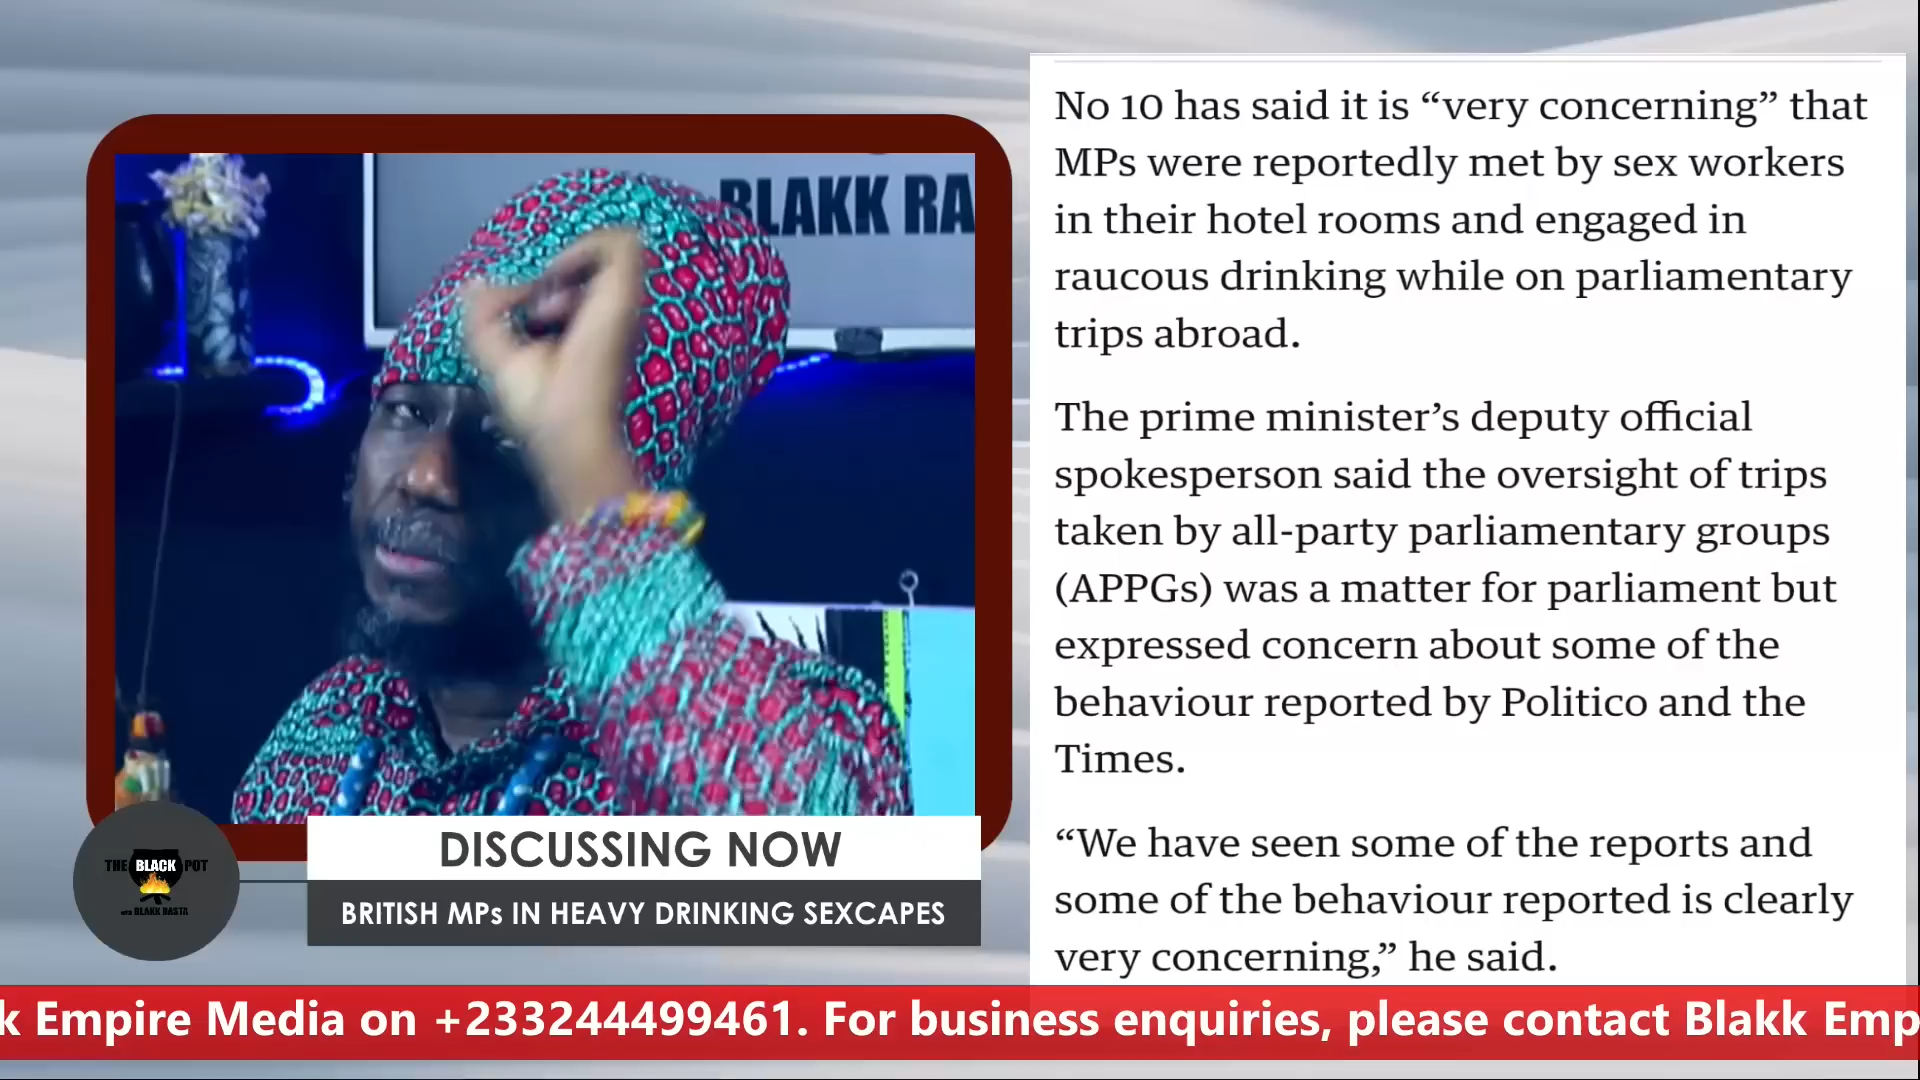 BLAKK RA
No 10 has said it is “very concerning” that
MPs were reportedly met by sex workers
in their hotel rooms and engaged in
raucous drinking while on parliamentary
trips abroad.
The prime minister’s deputy official
spokesperson said the oversight of trips
taken by all-party parliamentary groups
(APPGs) was a matter for parliament but
expressed concern about some of the
behaviour reported by Politico and the
Times.
“We have seen some of the reports and
some of the behaviour reported is clearly
very concerning,” he said.
THE BLACK POT
with BLAKK RASTA
DISCUSSING NOW
BRITISH MPs IN HEAVY DRINKING SEXCAPES
k Empire Media on +233244499461. For business enquiries, please contact Blakk Emp